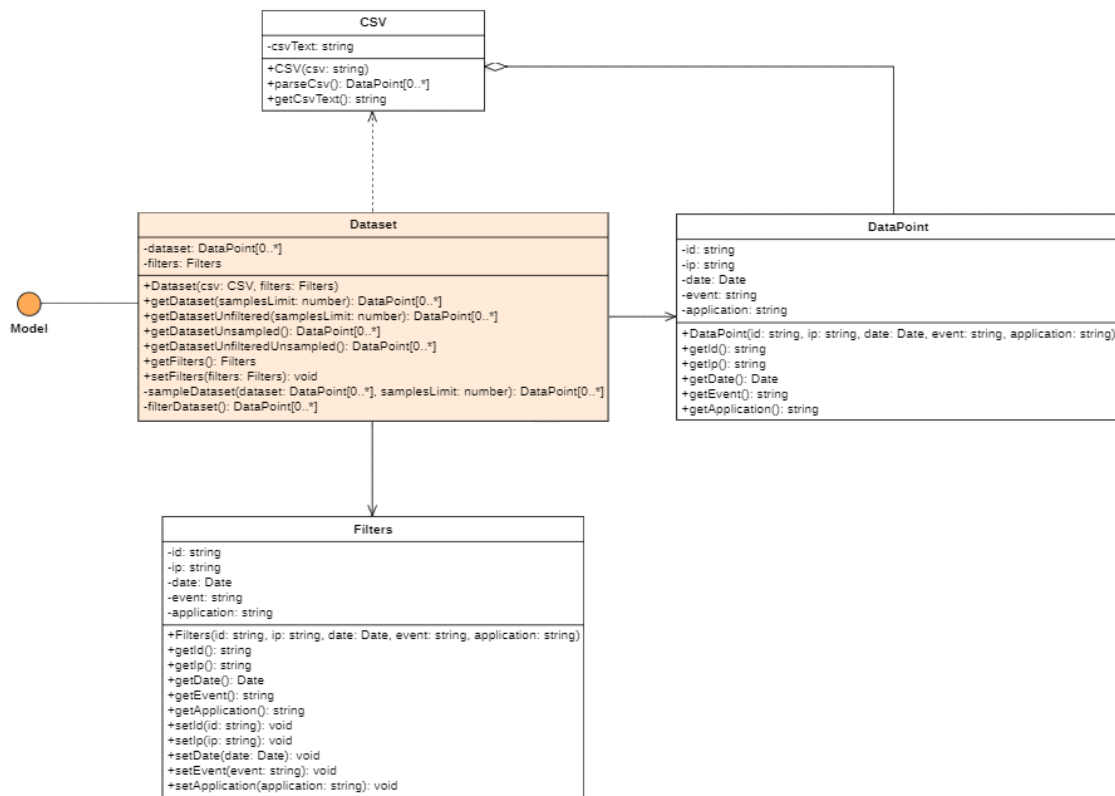 CSV
-csvText: string
+CSV(csv: string)
+parseCsv(): DataPoint[0..*]
+getCsvText(): string
Dataset
-dataset: DataPoint[0..*]
-filters: Filters
+Dataset(csv: CSV, filters: Filters)
+getDataset(samplesLimit: number): DataPoint[0..*]
+getDatasetUnfiltered(samplesLimit: number): DataPoint[0..*]
+getDatasetUnsampled(): DataPoint[0..*]
+getDatasetUnfilteredUnsampled(): DataPoint[0..*]
+getFilters(): Filters
+setFilters(filters: Filters): void
-sampleDataset(dataset: DataPoint[0..*], samplesLimit: number): DataPoint[0..*]
-filterDataset(): DataPoint[0..*]
DataPoint
-id: string
-ip: string
-date: Date
-event: string
-application: string
+DataPoint(id: string, ip: string, date: Date, event: string, application: string)
+getId(): string
+getIp(): string
+getDate(): Date
+getEvent(): string
+getApplication(): string
Model
Filters
-id: string
-ip: string
-date: Date
-event: string
-application: string
+Filters(id: string, ip: string, date: Date, event: string, application: string)
+getId(): string
+getIp(): string
+getDate(): Date
+getEvent(): string
+getApplication(): string
+setId(id: string): void
+setIp(ip: string): void
+setDate(date: Date): void
+setEvent(event: string): void
+setApplication(application: string): void